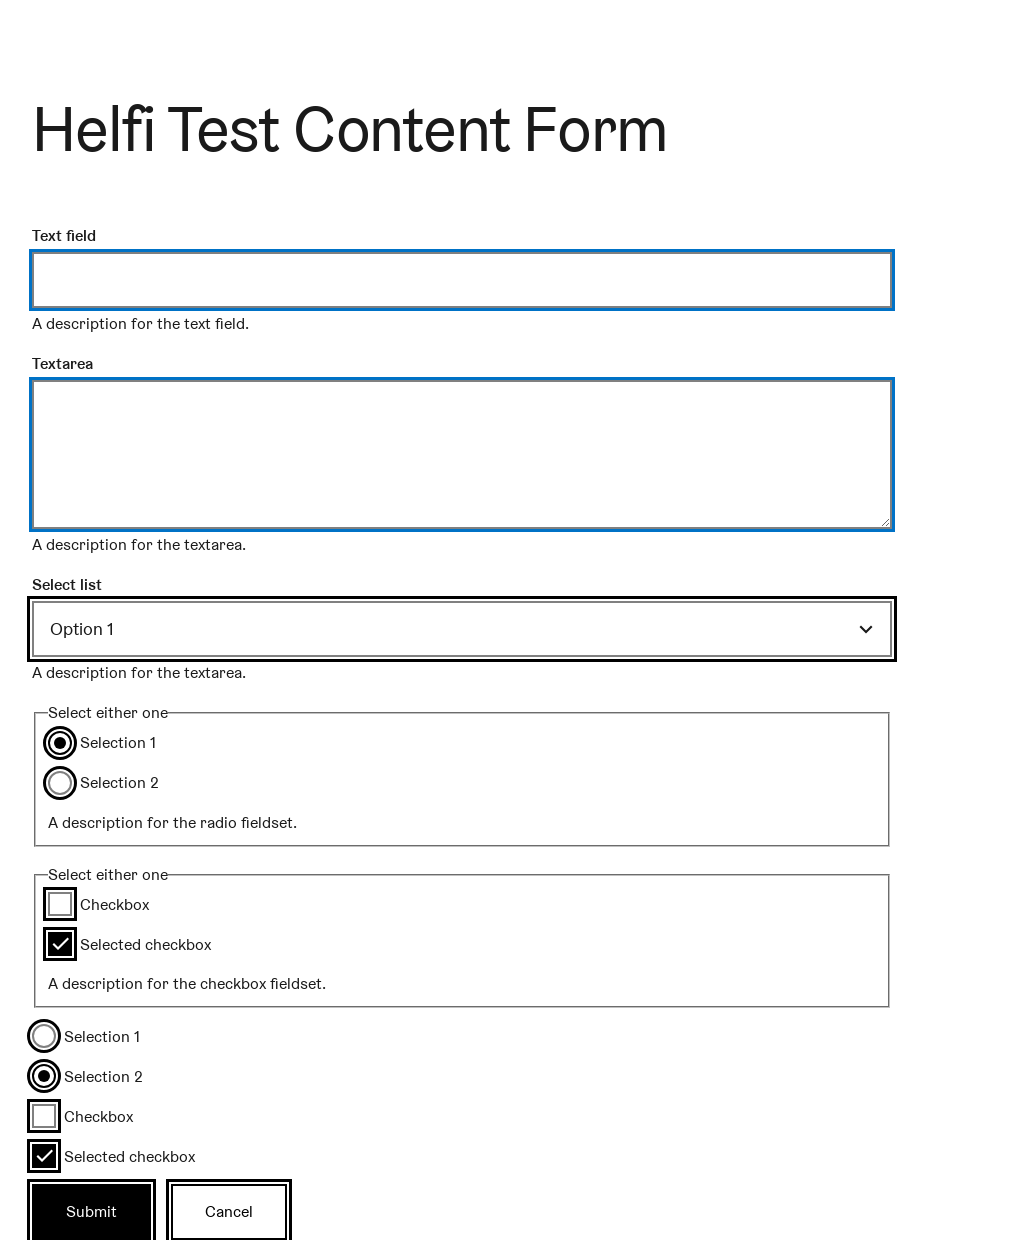 Helfi Test Content Form
Text field
A description for the text field.
Textarea
A description for the textarea.
Select list
Option 1
A description for the textarea.
Select either one
Selection 1
Selection 2
A description for the radio fieldset.
Select either one
Checkbox
Selected checkbox
A description for the checkbox fieldset.
Selection 1
Selection 2
Checkbox
Selected checkbox
Submit Cancel